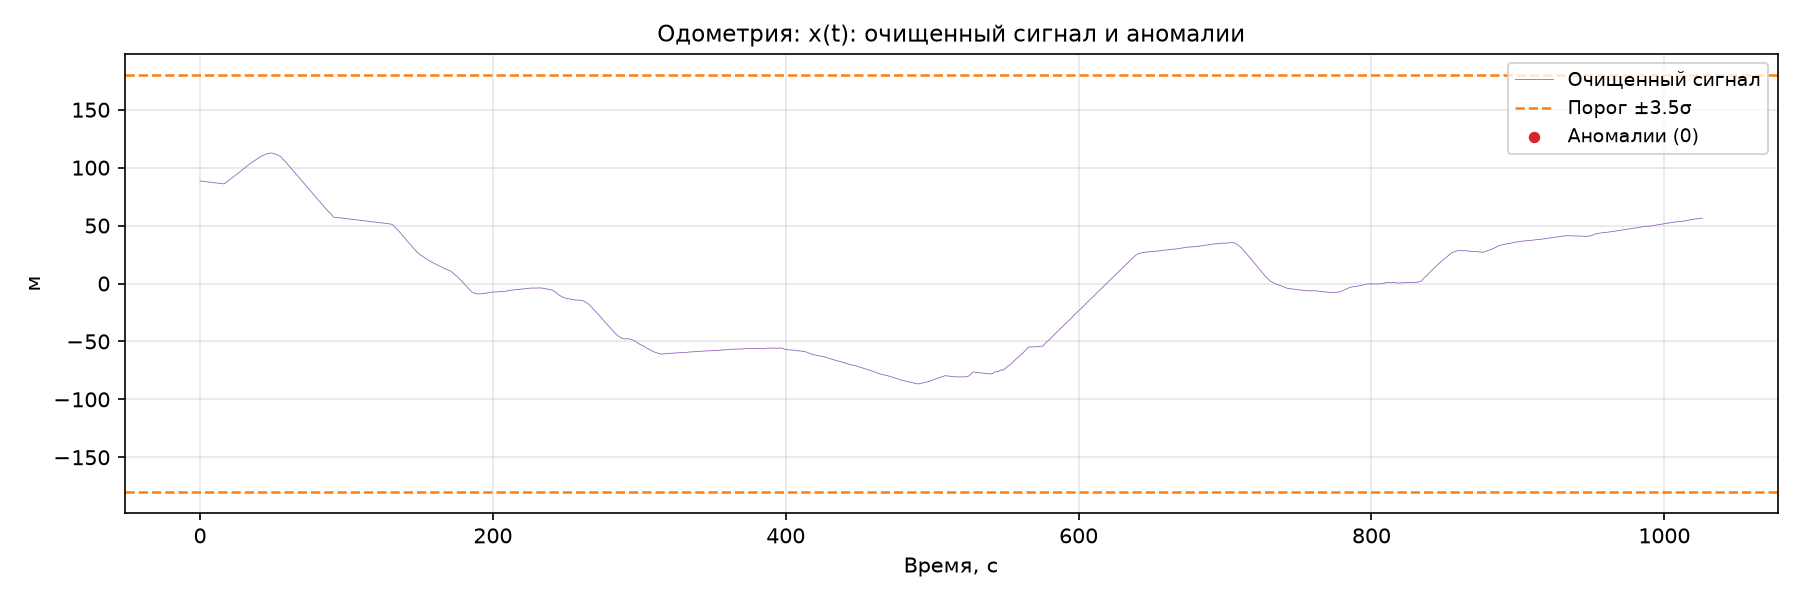 Одометрия: x(t): очищенный сигнал и аномалии
Очищенный сигнал
Порог ±3.5σ
Аномалии (0)
150
100
50
0
−50
−100
−150
м
0 200 400 600 800 1000
Время, с